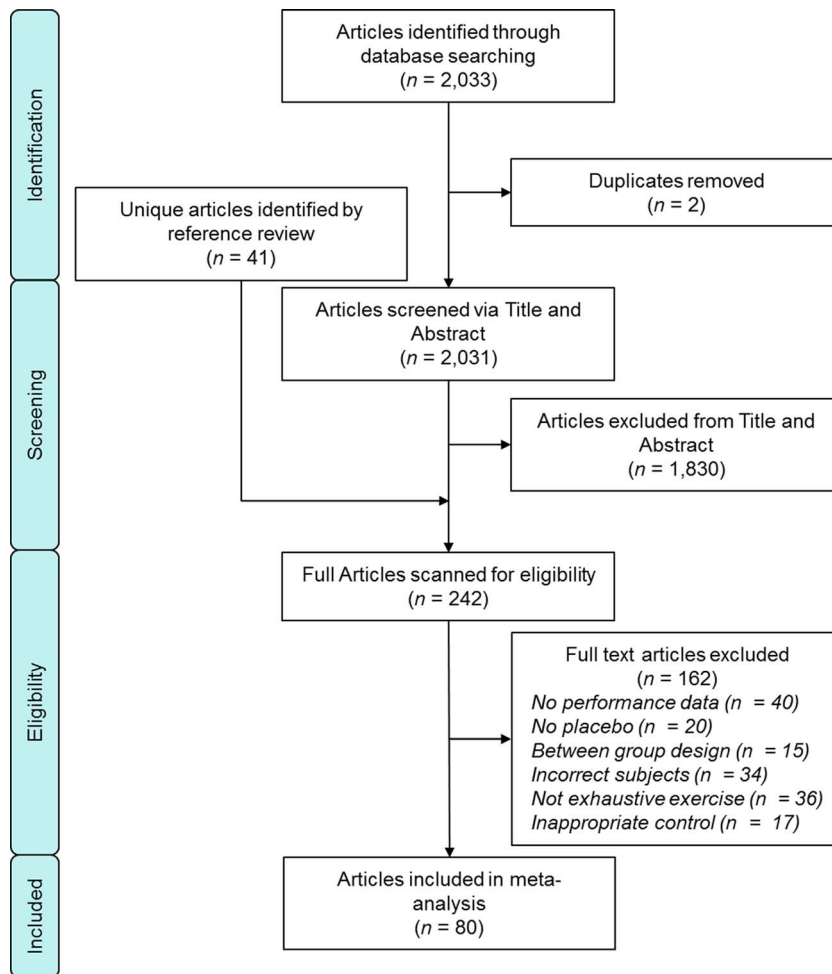 Identification
Articles identified through
database searching
(n = 2,033)
Duplicates removed
(n = 2)
Unique articles identified by
reference review
(n = 41)
Screening
Articles screened via Title and
Abstract
(n = 2,031)
Articles excluded from Title and
Abstract
(n = 1,830)
Eligibility
Full Articles scanned for eligibility
(n = 242)
Full text articles excluded
(n = 162)
No performance data (n = 40)
No placebo (n = 20)
Between group design (n = 15)
Incorrect subjects (n = 34)
Not exhaustive exercise (n = 36)
Inappropriate control (n = 17)
Included
Articles included in meta-
analysis
(n = 80)